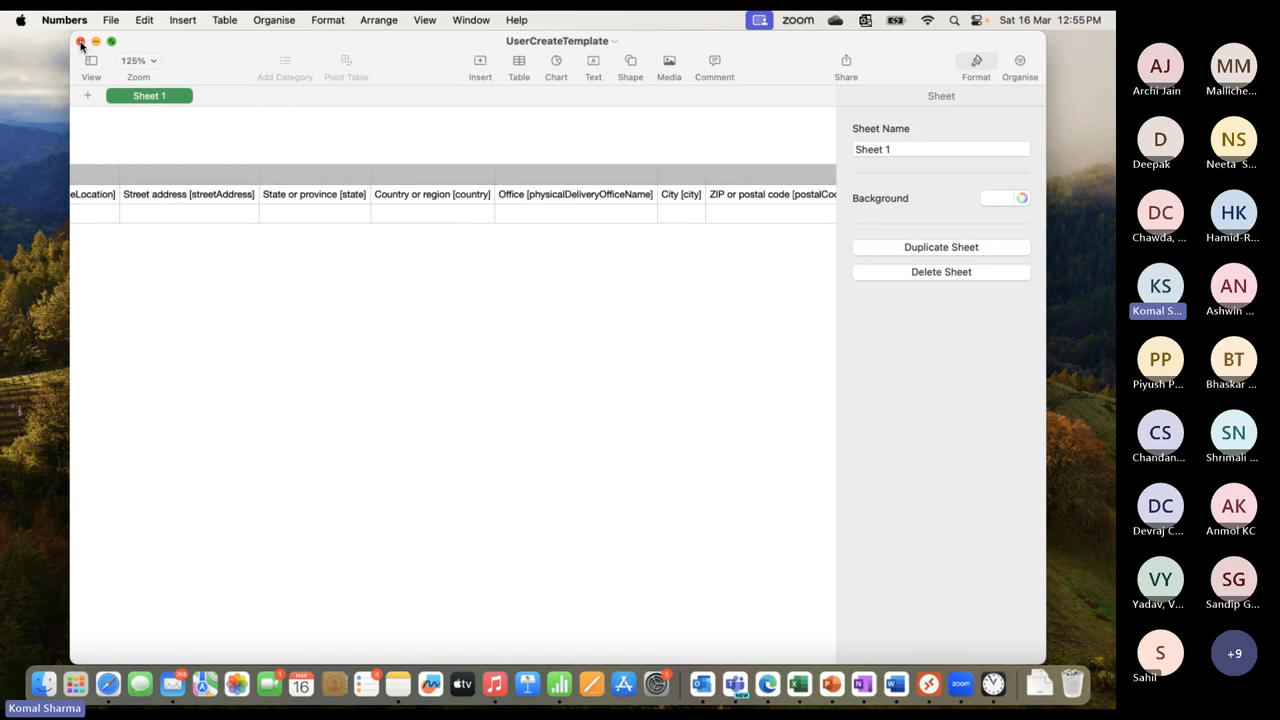 Numbers File Edit Insert Table Organise Format Arrange View Window Help zoom Sat 16 Mar 12:55PM
UserCreateTemplate
125%
View Zoom Add Category Pivot Table Insert Table Chart Text Shape Media Comment Share Format Organise
Sheet 1 Sheet
Sheet Name
Sheet 1
eLocation] Street address [streetAddress] State or province [state] Country or region [country] Office [physicalDeliveryOfficeName] City [city] ZIP or postal code [postalCo
Background
Duplicate Sheet
Delete Sheet
AJ MM
Archi Jain Malliche...
D NS
Deepak Neeta S...
DC HK
Chawda, ... Hamid-R...
KS AN
Komal S... Ashwin ...
PP BT
Piyush P... Bhaskar ...
CS SN
Chandan... Shrimali ...
DC AK
Devraj C... Anmol KC
VY SG
Yadav, V... Sandip G...
S +9
Sahil
MAR
16
tv
NEW
zoom
Komal Sharma